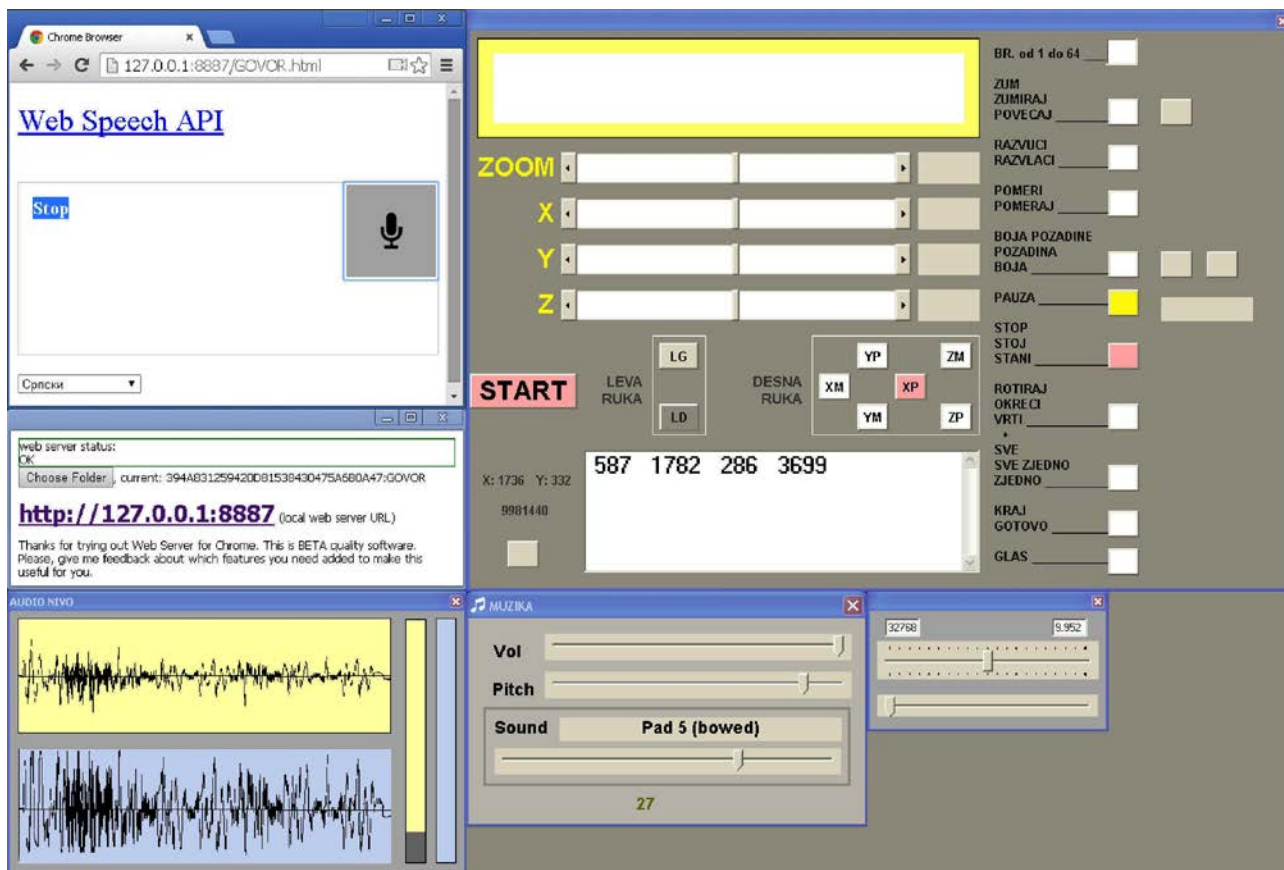 Chrome Browser
127.0.0.1:8887/GOVOR.html
Web Speech API
Stop
Српски
web server status:
OK
Choose Folder , current: 394A831259420D81538430475A6B0A47:GOVOR
http://127.0.0.1:8887 (local web server URL)
Thanks for trying out Web Server for Chrome. This is BETA quality software.
Please, give me feedback about which features you need added to make this
useful for you.
AUDIO NIVO
ZOOM
X
Y
Z
START
LEVA
RUKA
LG
LD
DESNA
RUKA
YP
ZM
XM
XP
YM
ZP
X: 1736 Y: 332
9981440
587 1782 286 3699
BR. od 1 do 64
ZUM
ZUMIRAJ
POVECAJ
RAZVUCI
RAZVLACI
POMERI
POMERAJ
BOJA POZADINE
POZADINA
BOJA
PAUZA
STOP
STOJ
STANI
ROTIRAJ
OKRECI
VRTI
+
SVE
SVE ZJEDNO
ZJEDNO
KRAJ
GOTOVO
GLAS
MUZIKA
Vol
Pitch
Sound Pad 5 (bowed)
27
32768 9.952